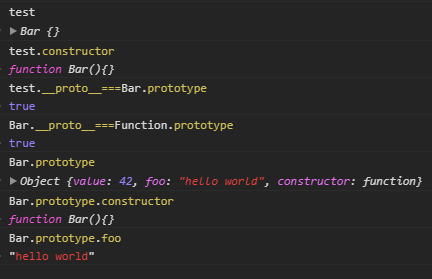 test
▶Bar {}
test.constructor
function Bar(){}
test.__proto__===Bar.prototype
true
Bar.__proto__===Function.prototype
true
Bar.prototype
▶Object {value: 42, foo: "hello world", constructor: function}
Bar.prototype.constructor
function Bar(){}
Bar.prototype.foo
"hello world"